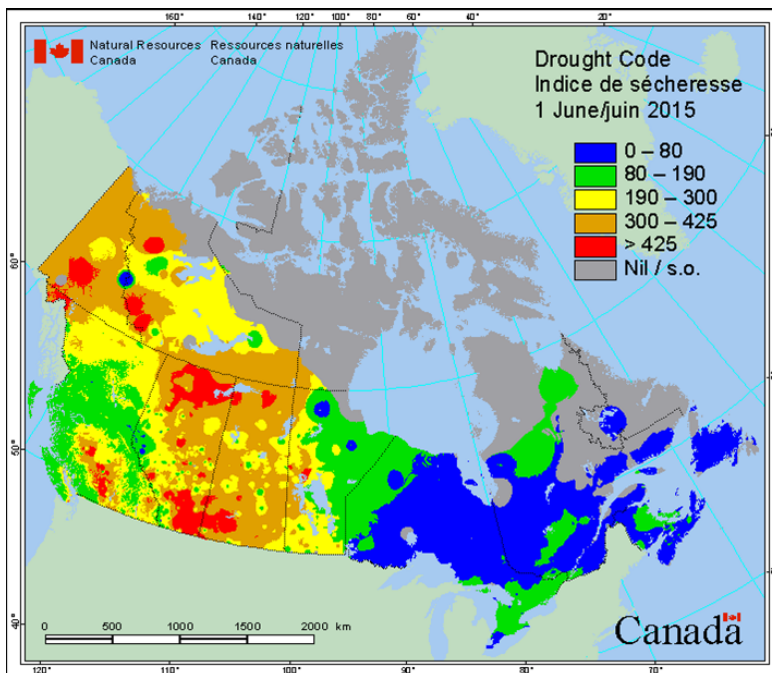 160° 140° 120° 100° 80° 60° 40° 20°
Natural Resources Ressources naturelles
Canada Canada
Drought Code
Indice de sécheresse
1 June/juin 2015
0 – 80
80 – 190
190 – 300
300 – 425
> 425
Nil / s.o.
60°
50°
40°
0 500 1000 1500 2000 km
Canada
120° 110° 100° 90° 80° 70°